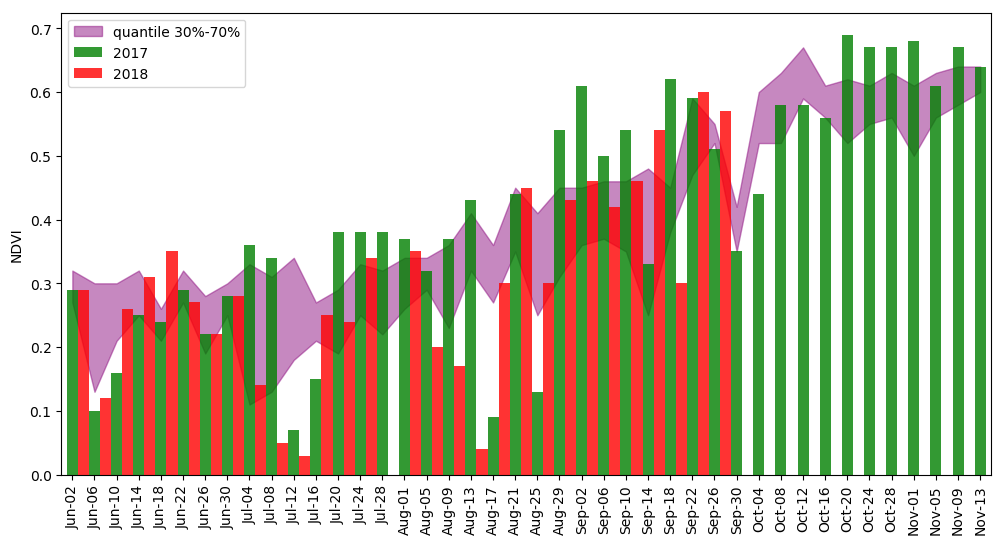 quantile 30%-70%
2017
2018
NDVI
0.7
0.6
0.5
0.4
0.3
0.2
0.1
0.0
Jun-02
Jun-06
Jun-10
Jun-14
Jun-18
Jun-22
Jun-26
Jun-30
Jul-04
Jul-08
Jul-12
Jul-16
Jul-20
Jul-24
Jul-28
Aug-01
Aug-05
Aug-09
Aug-13
Aug-17
Aug-21
Aug-25
Aug-29
Sep-02
Sep-06
Sep-10
Sep-14
Sep-18
Sep-22
Sep-26
Sep-30
Oct-04
Oct-08
Oct-12
Oct-16
Oct-20
Oct-24
Oct-28
Nov-01
Nov-05
Nov-09
Nov-13